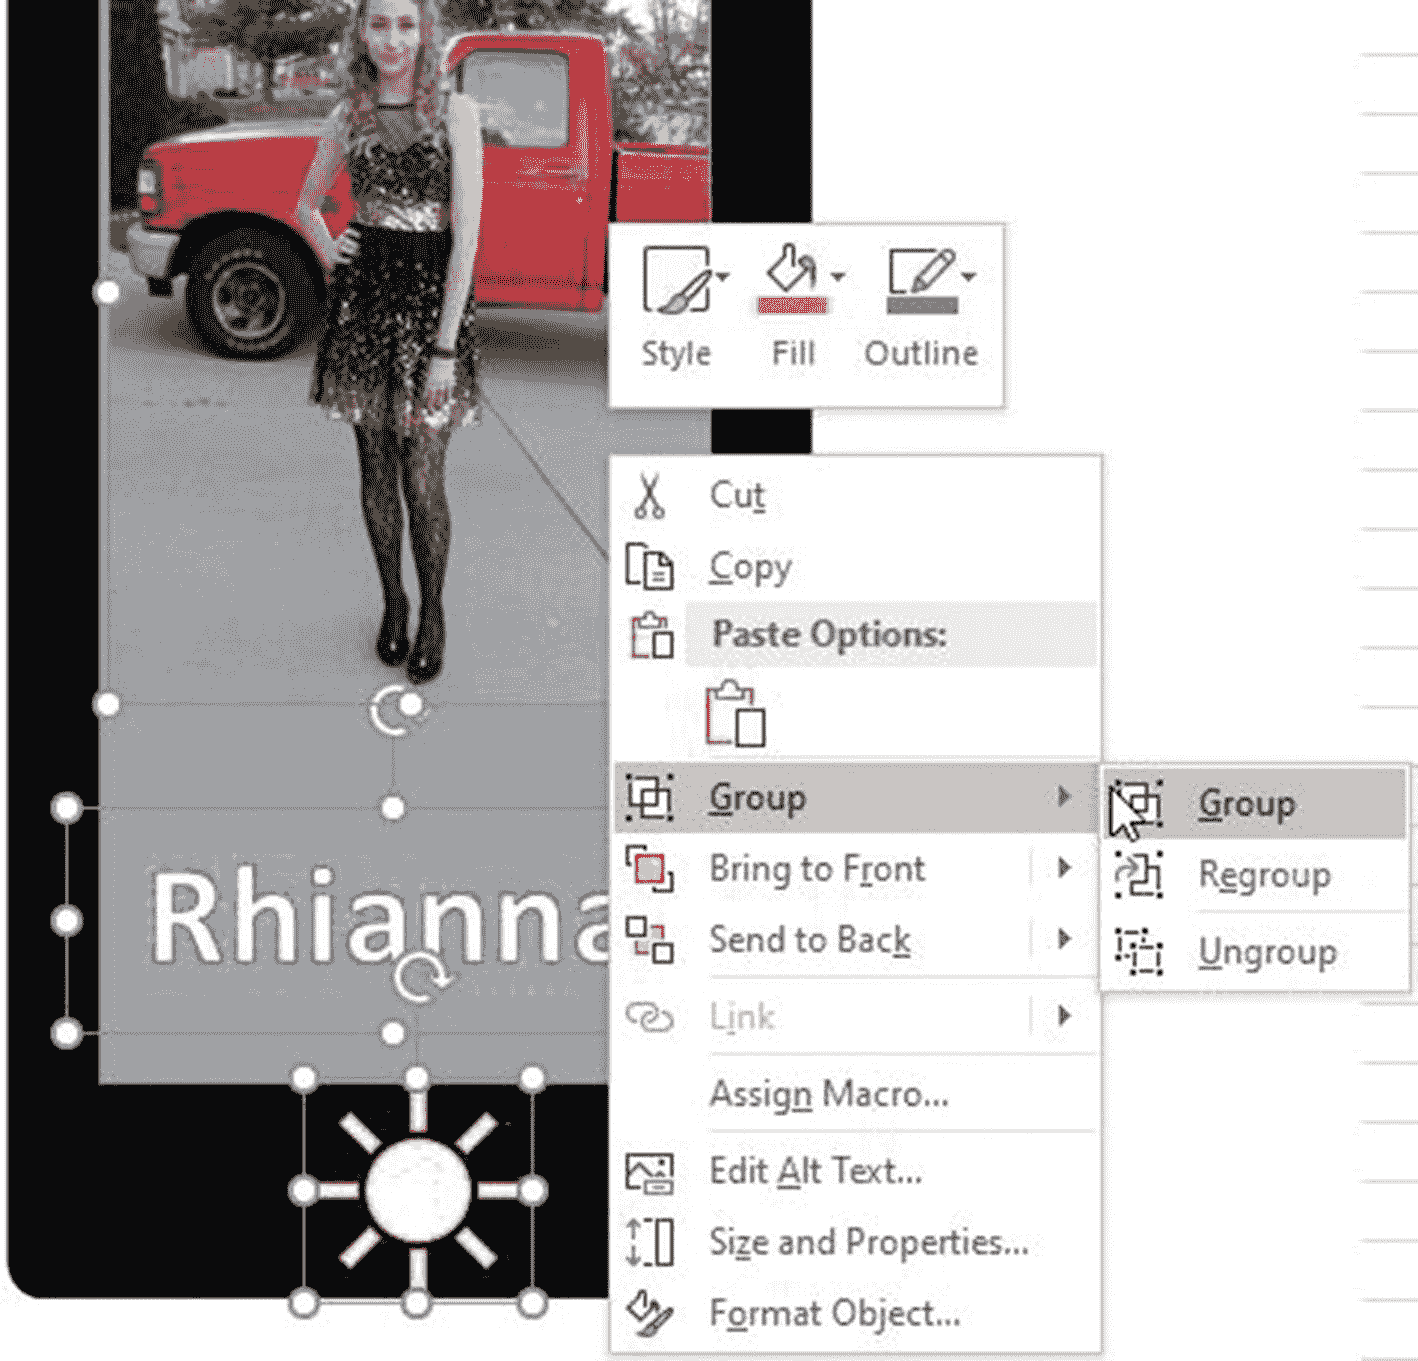 Style Fill Outline
Cut
Copy
Paste Options:
Group
Bring to Front
Send to Back
Link
Assign Macro...
Edit Alt Text...
Size and Properties...
Format Object...
Group
Regroup
Ungroup
Rhianna